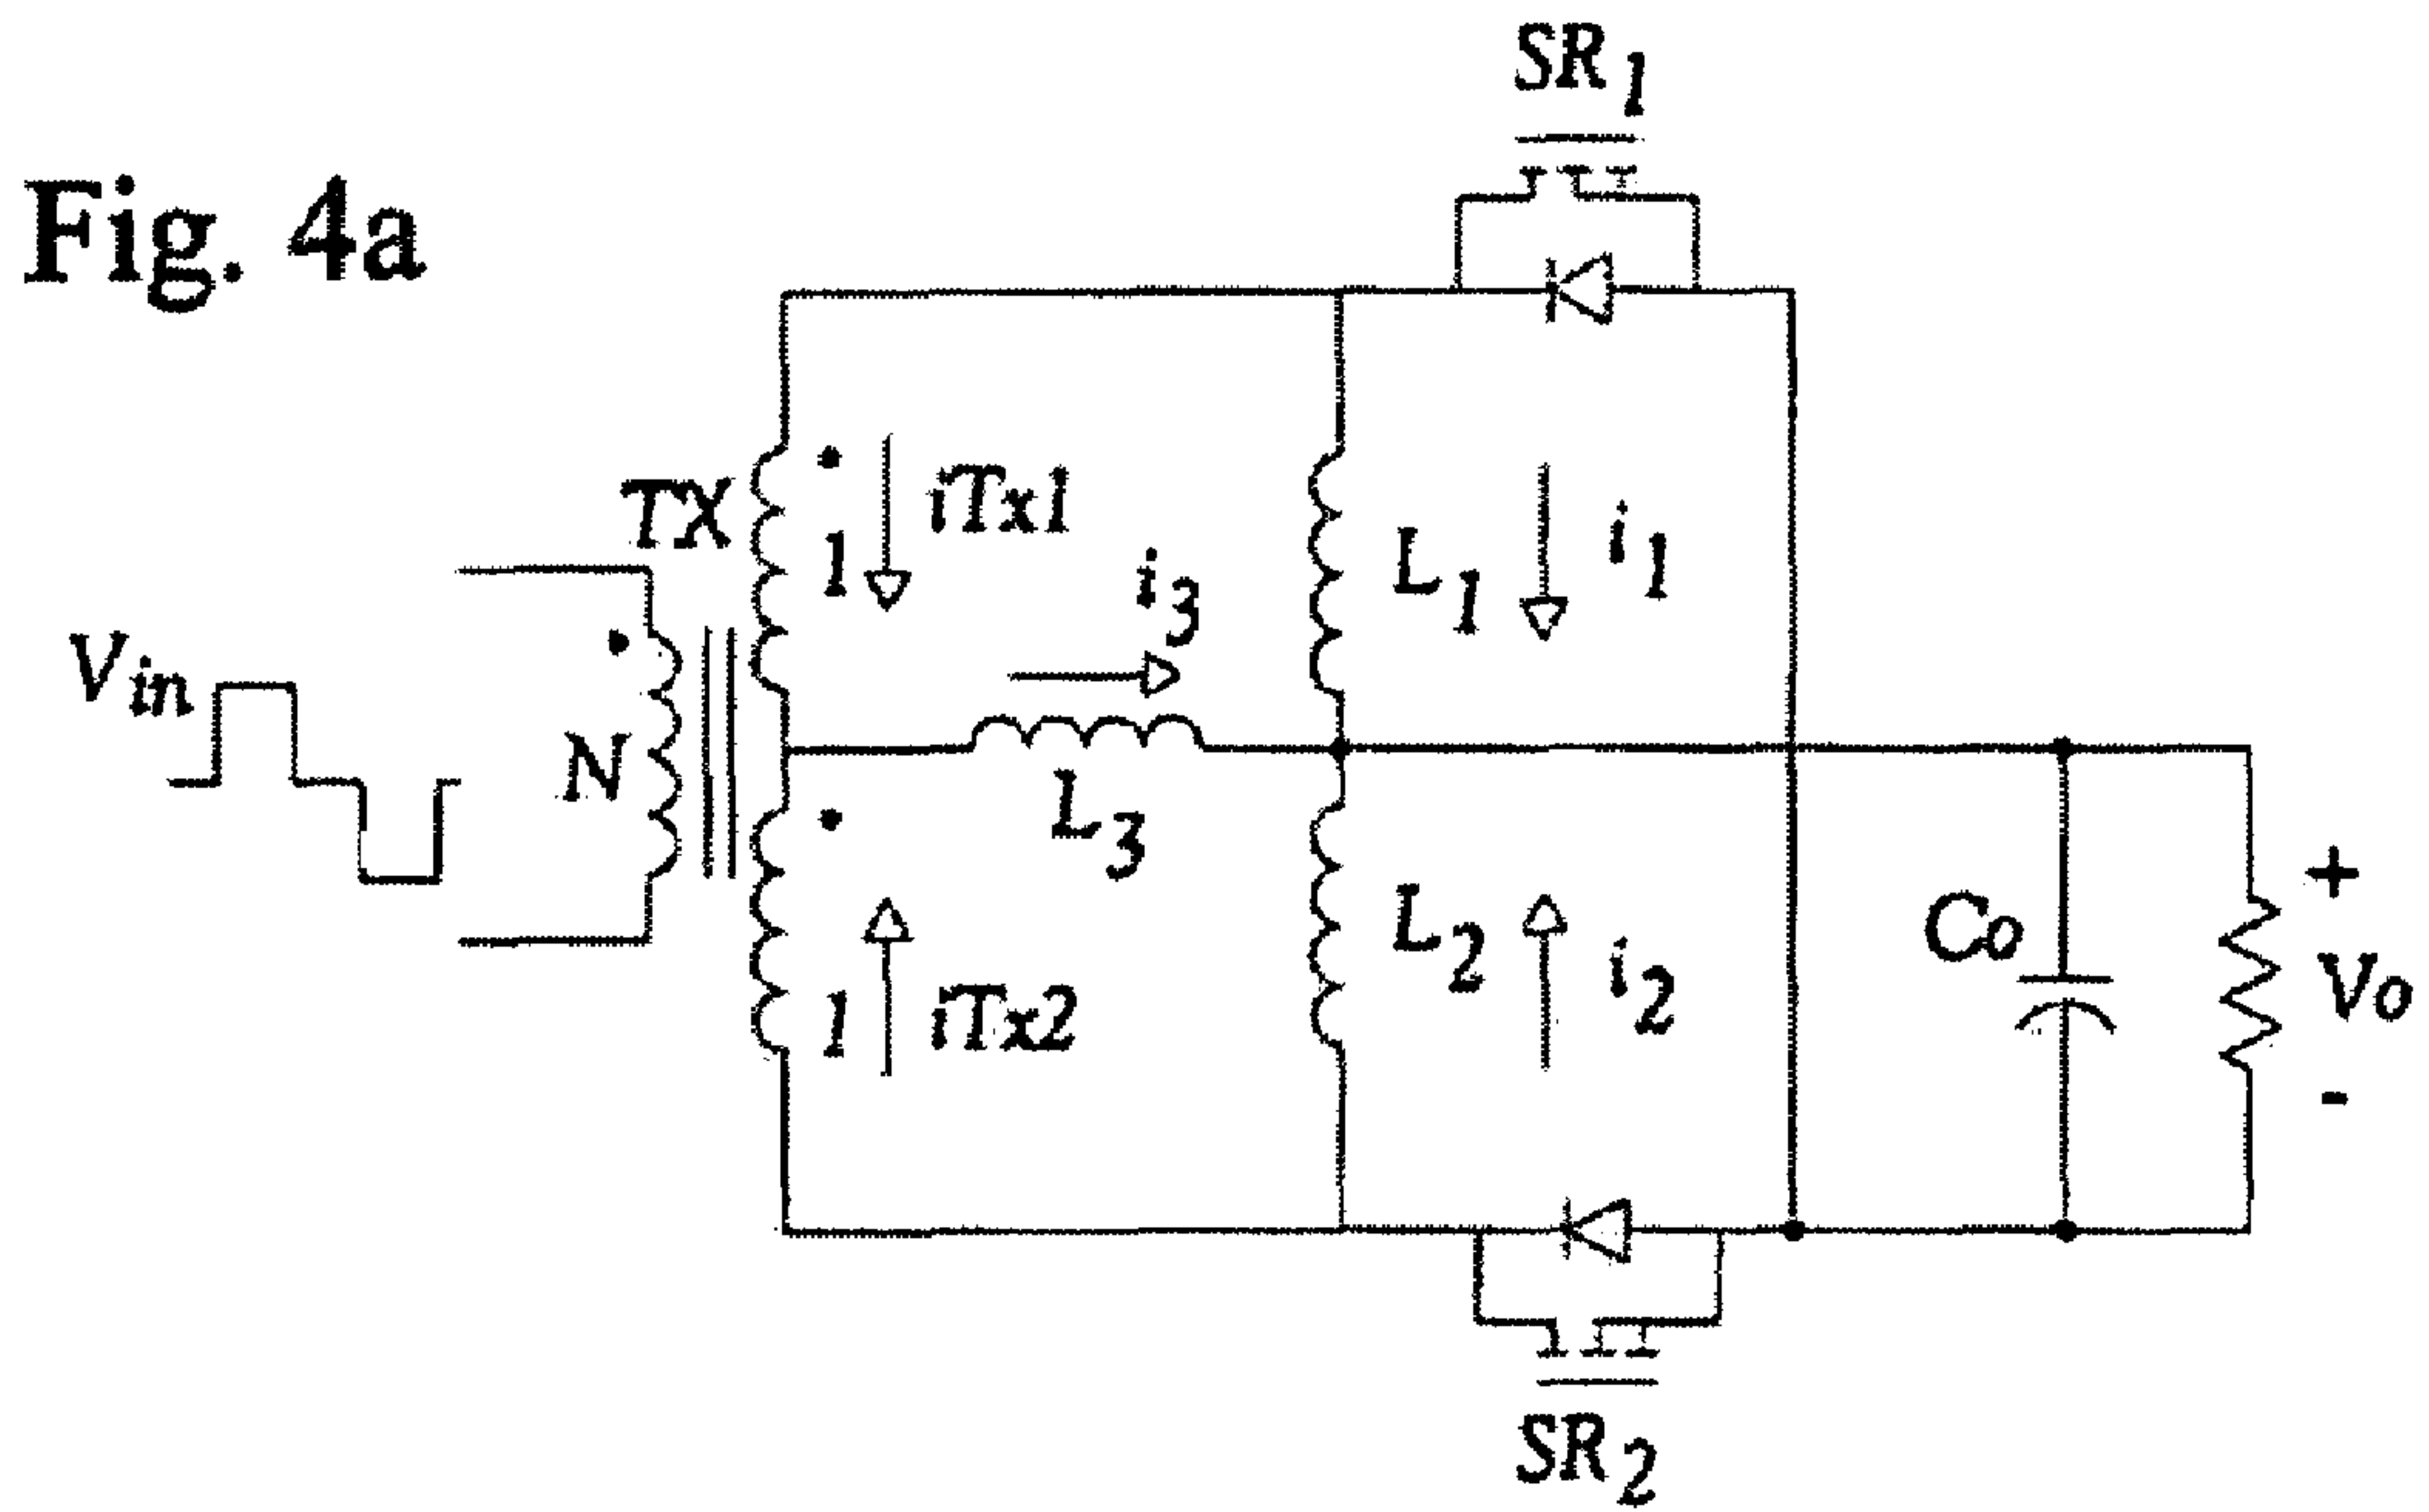 Fig. 4a
SR1
TX
1
iTx1
i3
L1
i1
Vin
N
L3
1
iTx2
L2
i2
Co
+
Vo
-
SR2